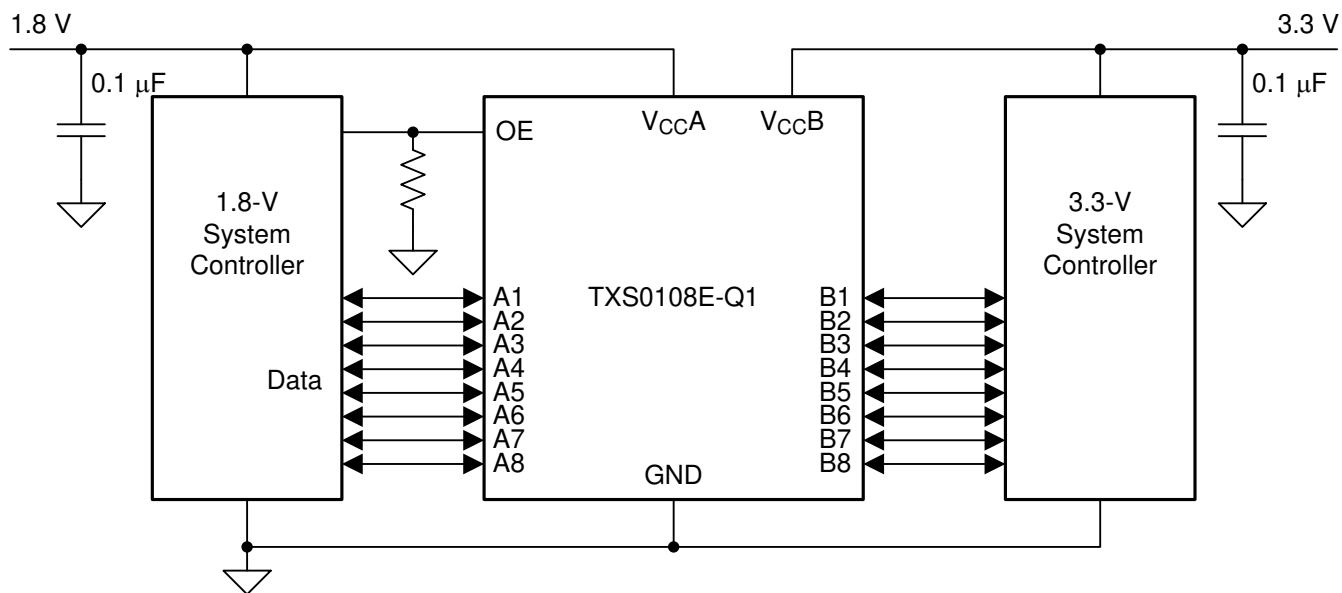 1.8 V
3.3 V
0.1 μF
0.1 μF
OE
VCCA
VCCB
1.8-V
System
Controller
3.3-V
System
Controller
TXS0108E-Q1
Data
A1
A2
A3
A4
A5
A6
A7
A8
B1
B2
B3
B4
B5
B6
B7
B8
GND